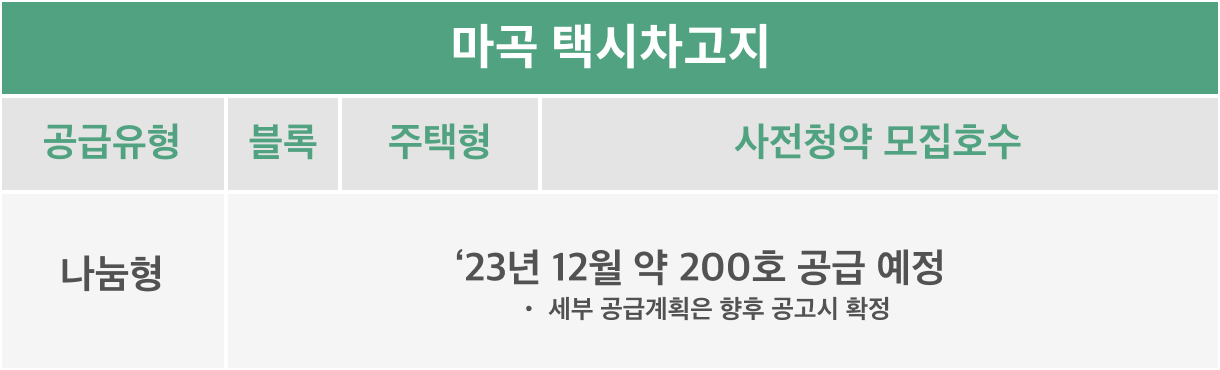 마곡 택시차고지
공급유형 블록 주택형 사전청약 모집호수
나눔형
‘23년 12월 약 200호 공급 예정
• 세부 공급계획은 향후 공고시 확정